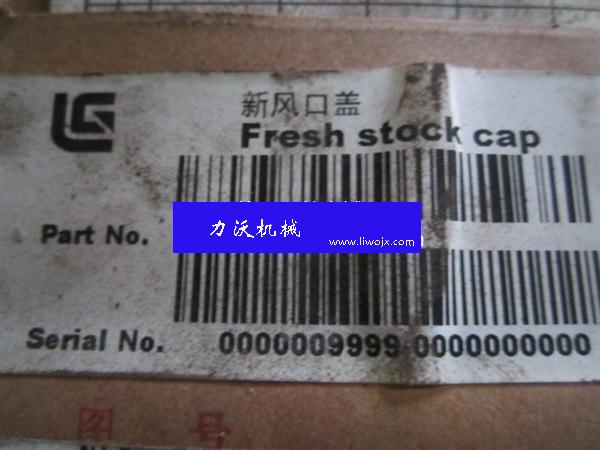 LG
新风口盖
Fresh stock cap
力沃机械
www.liwojx.com
Part No.
Serial No. 0000009999-0000000000
图 号